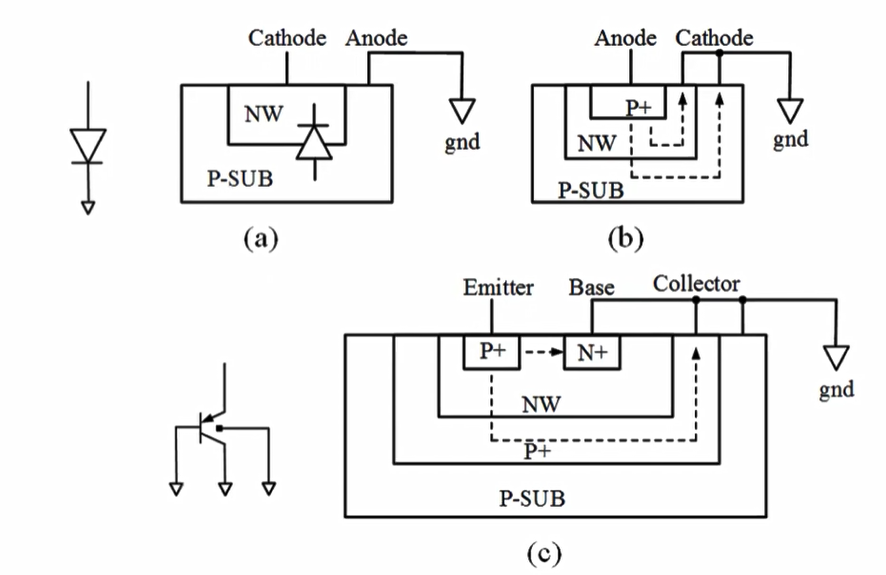 Cathode Anode
NW
gnd
P-SUB
(a)
Anode Cathode
P+
NW
gnd
P-SUB
(b)
Emitter Base Collector
P+ N+
gnd
NW
P+
P-SUB
(c)